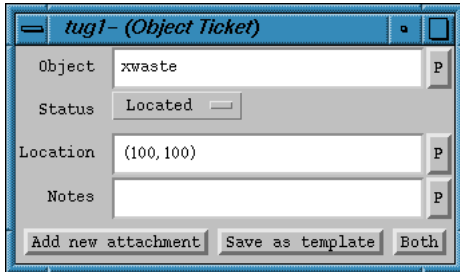 tug1- (Object Ticket)
Object xwaste P
Status Located
Location (100,100) P
Notes P
Add new attachment Save as template Both